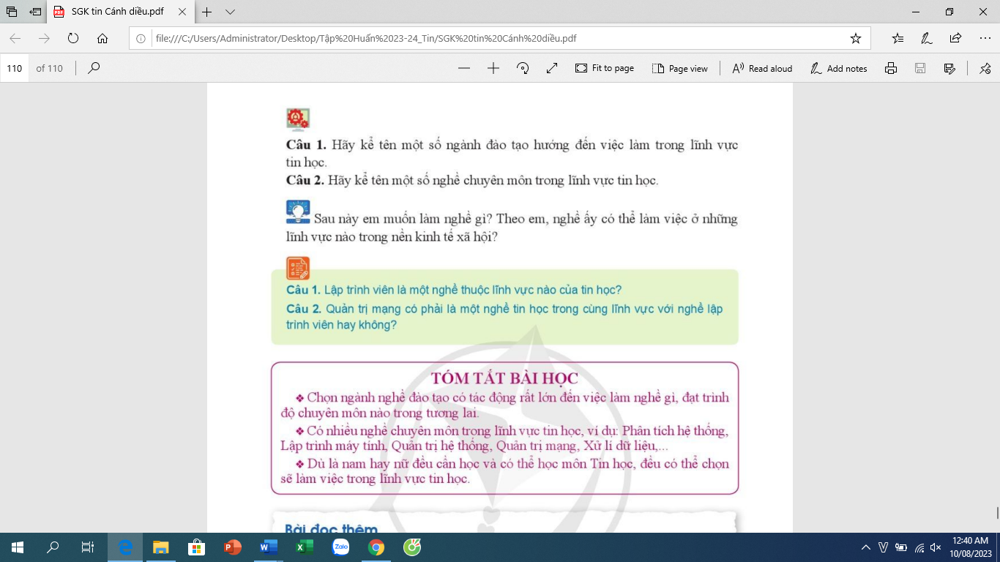 SGK tin Cánh diều.pdf
file:///C:/Users/Administrator/Desktop/Tập%20Huấn%2023-24_Tin/SGK%20tin%20Cánh%20diều.pdf
110 of 110
Fit to page
Page view
Read aloud
Add notes
Câu 1. Hãy kể tên một số ngành đào tạo hướng đến việc làm trong lĩnh vực
tin học.
Câu 2. Hãy kể tên một số nghề chuyên môn trong lĩnh vực tin học.
Sau này em muốn làm nghề gì? Theo em, nghề ấy có thể làm việc ở những
lĩnh vực nào trong nền kinh tế xã hội?
Câu 1. Lập trình viên là một nghề thuộc lĩnh vực nào của tin học?
Câu 2. Quản trị mạng có phải là một nghề tin học trong cùng lĩnh vực với nghề lập
trình viên hay không?
TÓM TẮT BÀI HỌC
❖ Chọn ngành nghề đào tạo có tác động rất lớn đến việc làm nghề gì, đạt trình
độ chuyên môn nào trong tương lai.
❖ Có nhiều nghề chuyên môn trong lĩnh vực tin học, ví dụ: Phân tích hệ thống,
Lập trình máy tính, Quản trị hệ thống, Quản trị mạng, Xử lí dữ liệu,...
❖ Dù là nam hay nữ đều cần học và có thể học môn Tin học, đều có thể chọn
sẽ làm việc trong lĩnh vực tin học.
Bài đọc thêm
Zalo
12:40 AM
10/08/2023